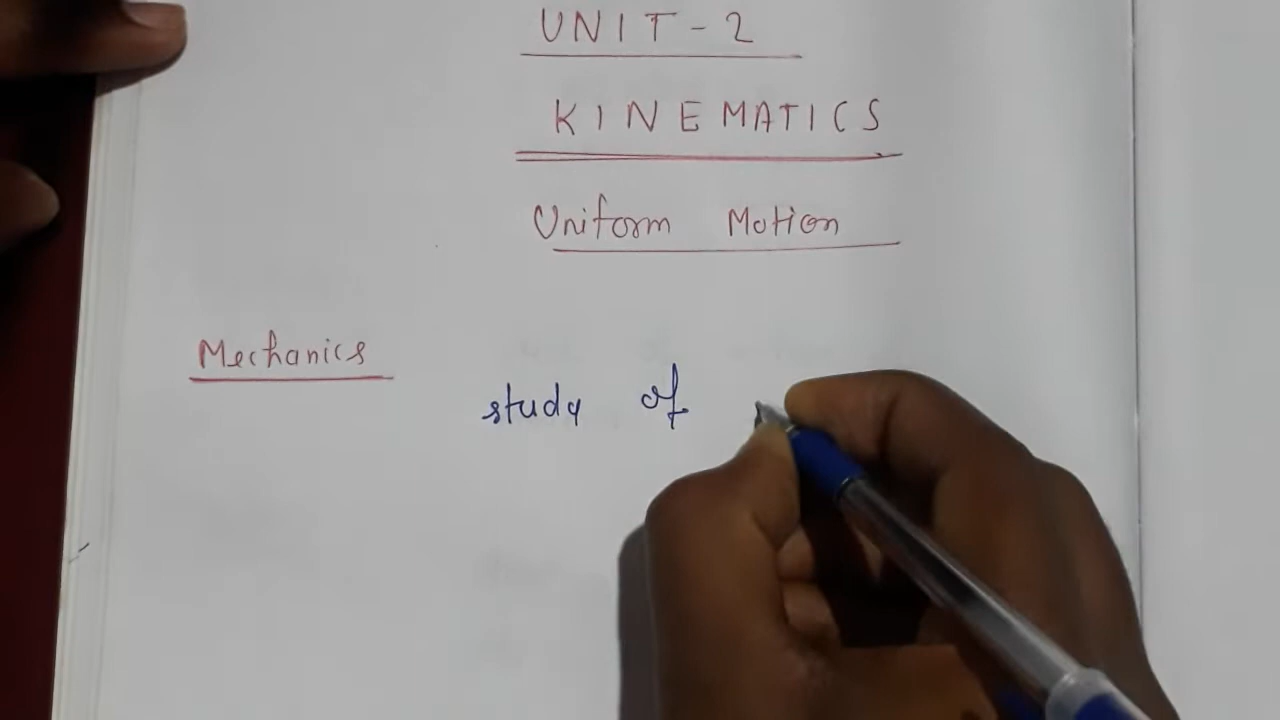 UNIT - 2
KINEMATICS
Uniform Motion
Mechanics
study of